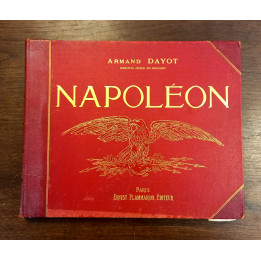 ARMAND DAYOT
NAPOLÉON
PARIS
ERNEST FLAMMARION, ÉDITEUR